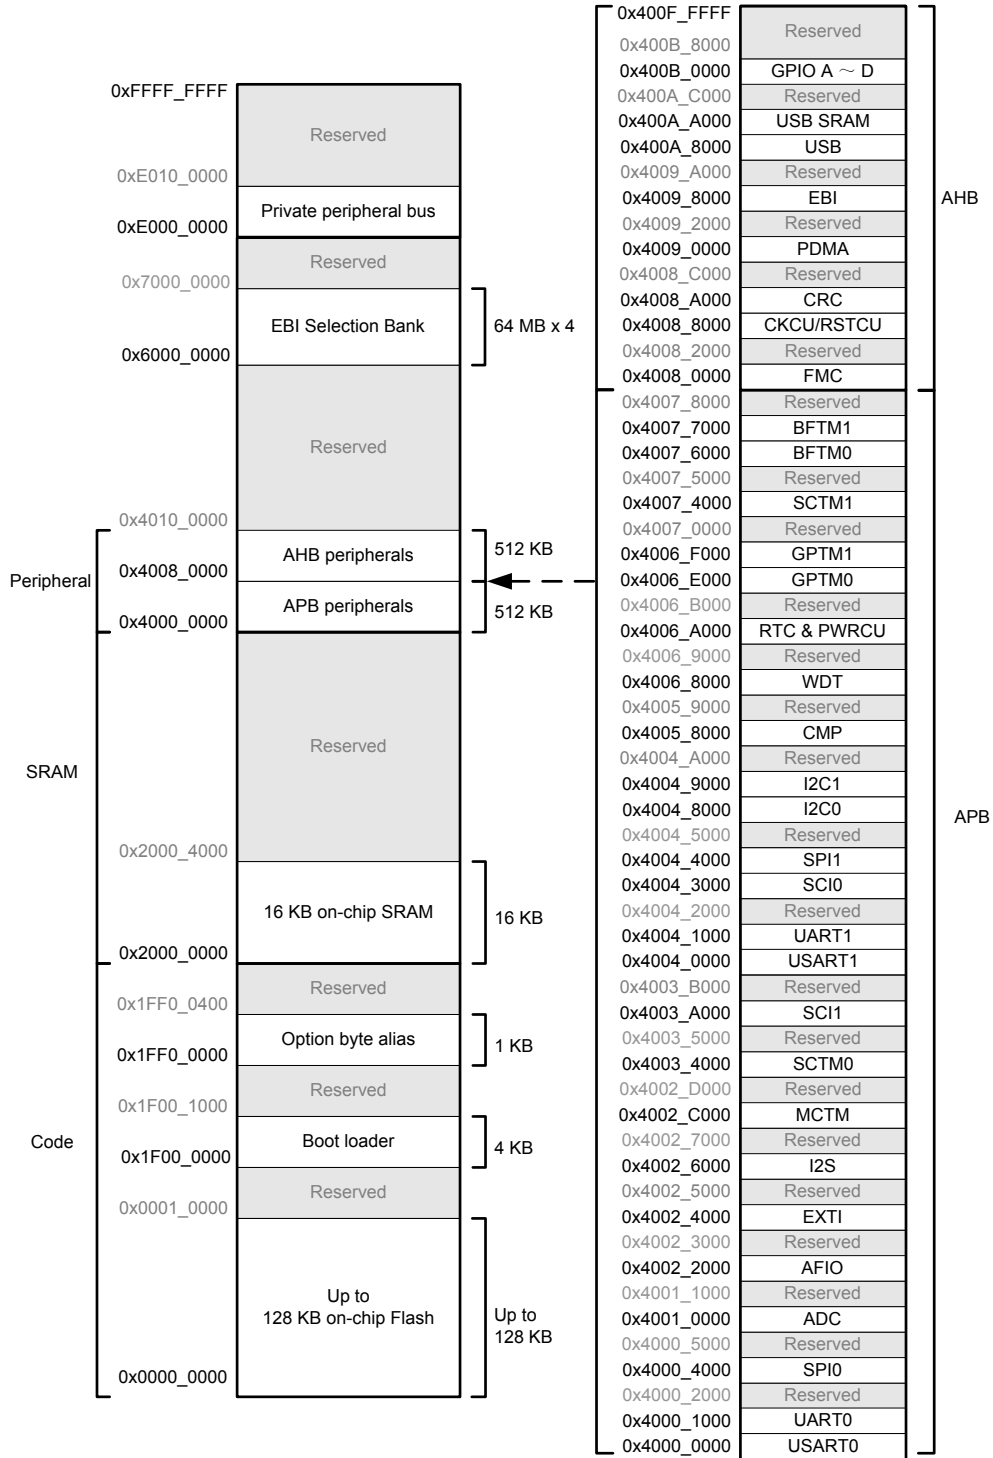 0xFFFF_FFFF
Reserved
0xE010_0000
Private peripheral bus
0xE000_0000
Reserved
0x7000_0000
EBI Selection Bank
64 MB x 4
0x6000_0000
Reserved
0x4010_0000
AHB peripherals
512 KB
Peripheral
0x4008_0000
APB peripherals
512 KB
0x4000_0000
Reserved
SRAM
0x2000_4000
16 KB on-chip SRAM
16 KB
0x2000_0000
Reserved
0x1FF0_0400
Option byte alias
1 KB
0x1FF0_0000
Reserved
0x1F00_1000
Code
Boot loader
4 KB
0x1F00_0000
Reserved
0x0001_0000
Up to
128 KB on-chip Flash
Up to
128 KB
0x0000_0000
0x400F_FFFF
Reserved
0x400B_8000
0x400B_0000 GPIO A ～ D
0x400A_C000 Reserved
0x400A_A000 USB SRAM
0x400A_8000 USB
0x4009_A000 Reserved
0x4009_8000 EBI
AHB
0x4009_2000 Reserved
0x4009_0000 PDMA
0x4008_C000 Reserved
0x4008_A000 CRC
0x4008_8000 CKCU/RSTCU
0x4008_2000 Reserved
0x4008_0000 FMC
0x4007_8000 Reserved
0x4007_7000 BFTM1
0x4007_6000 BFTM0
0x4007_5000 Reserved
0x4007_4000 SCTM1
0x4007_0000 Reserved
0x4006_F000 GPTM1
0x4006_E000 GPTM0
0x4006_B000 Reserved
0x4006_A000 RTC & PWRCU
0x4006_9000 Reserved
0x4006_8000 WDT
0x4005_9000 Reserved
0x4005_8000 CMP
0x4004_A000 Reserved
0x4004_9000 I2C1
0x4004_8000 I2C0
APB
0x4004_5000 Reserved
0x4004_4000 SPI1
0x4004_3000 SCI0
0x4004_2000 Reserved
0x4004_1000 UART1
0x4004_0000 USART1
0x4003_B000 Reserved
0x4003_A000 SCI1
0x4003_5000 Reserved
0x4003_4000 SCTM0
0x4002_D000 Reserved
0x4002_C000 MCTM
0x4002_7000 Reserved
0x4002_6000 I2S
0x4002_5000 Reserved
0x4002_4000 EXTI
0x4002_3000 Reserved
0x4002_2000 AFIO
0x4001_1000 Reserved
0x4001_0000 ADC
0x4000_5000 Reserved
0x4000_4000 SPI0
0x4000_2000 Reserved
0x4000_1000 UART0
0x4000_0000 USART0